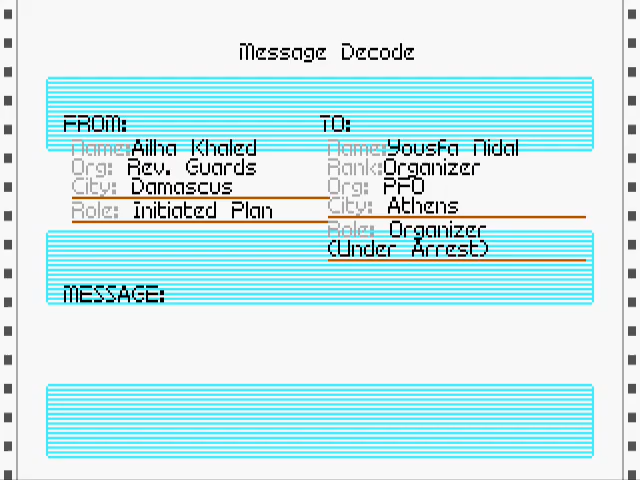 Message Decode
FROM:
Name:Ailha Khaled
Org: Rev. Guards
City: Damascus
Role: Initiated Plan
TO:
Name:Yousfa Nidal
Rank:Organizer
Org: PFO
City: Athens
Role: Organizer
(Under Arrest)
MESSAGE: